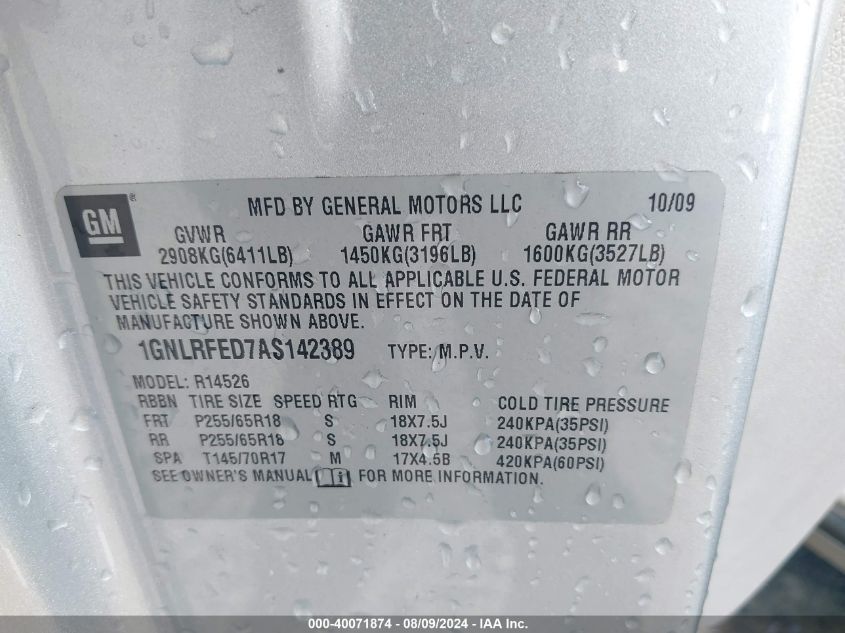 GM ® MFD BY GENERAL MOTORS LLC 10/09
GVWR GAWR FRT GAWR RR
2908KG(6411LB) 1450KG(3196LB) 1600KG(3527LB)
THIS VEHICLE CONFORMS TO ALL APPLICABLE U.S. FEDERAL MOTOR
VEHICLE SAFETY STANDARDS IN EFFECT ON THE DATE OF
MANUFACTURE SHOWN ABOVE.
1GNLRFED7AS142389 TYPE: M.P.V.
MODEL: R14526
RBBN TIRE SIZE SPEED RTG RIM COLD TIRE PRESSURE
FRT P255/65R18 S 18X7.5J 240KPA(35PSI)
RR P255/65R18 S 18X7.5J 240KPA(35PSI)
SPA T145/70R17 M 17X4.5B 420KPA(60PSI)
SEE OWNER'S MANUAL i FOR MORE INFORMATION.
000-40071874 - 08/09/2024 - IAA Inc.